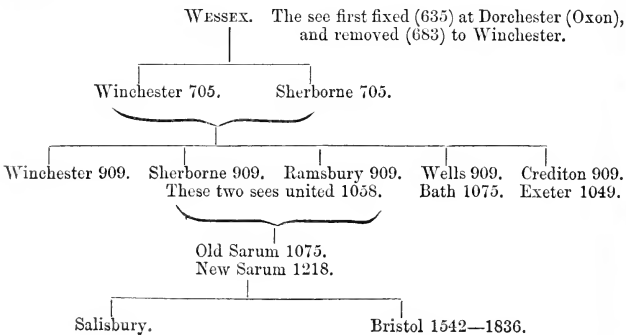 WESSEX. The see first fixed (635) at Dorchester (Oxon),
and removed (683) to Winchester.
Winchester 705. Sherborne 705.
Winchester 909. Sherborne 909. Ramsbury 909. Wells 909. Crediton 909.
These two sees united 1058. Bath 1075. Exeter 1049.
Old Sarum 1075.
New Sarum 1218.
Salisbury. Bristol 1542—1836.